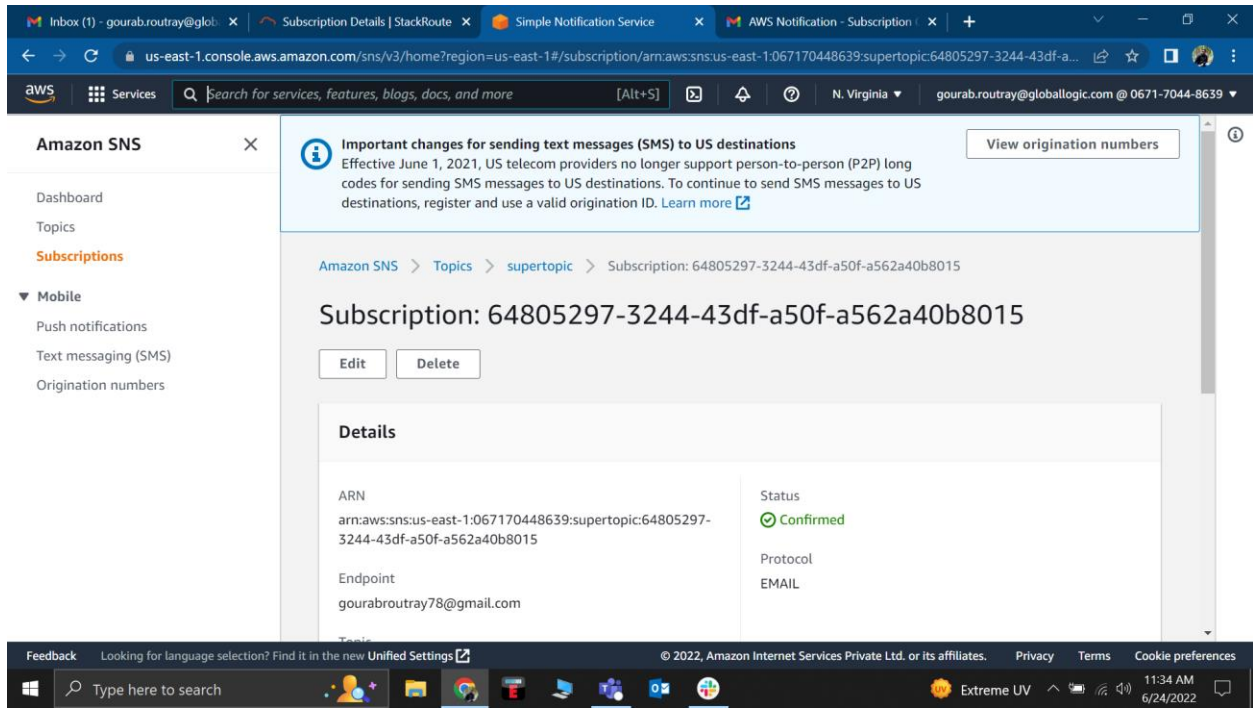 Inbox (1) - gourab.routray@glob
Subscription Details | StackRoute
Simple Notification Service
AWS Notification - Subscription
us-east-1.console.aws.amazon.com/sns/v3/home?region=us-east-1#/subscription/arn:aws:sns:us-east-1:067170448639:supertopic:64805297-3244-43df-a...
aws
Services
Search for services, features, blogs, docs, and more
[Alt+S]
N. Virginia
gourab.routray@globallogic.com @ 0671-7044-8639
Amazon SNS
Dashboard
Topics
Subscriptions
Mobile
Push notifications
Text messaging (SMS)
Origination numbers
Important changes for sending text messages (SMS) to US destinations
Effective June 1, 2021, US telecom providers no longer support person-to-person (P2P) long
codes for sending SMS messages to US destinations. To continue to send SMS messages to US
destinations, register and use a valid origination ID. Learn more
View origination numbers
Amazon SNS > Topics > supertopic > Subscription: 64805297-3244-43df-a50f-a562a40b8015
Subscription: 64805297-3244-43df-a50f-a562a40b8015
Edit
Delete
Details
ARN
arn:aws:sns:us-east-1:067170448639:supertopic:64805297-
3244-43df-a50f-a562a40b8015
Endpoint
gourabroutray78@gmail.com
Topic
Status
Confirmed
Protocol
EMAIL
Feedback
Looking for language selection? Find it in the new Unified Settings
© 2022, Amazon Internet Services Private Ltd. or its affiliates.
Privacy
Terms
Cookie preferences
Type here to search
Extreme UV
11:34 AM
6/24/2022